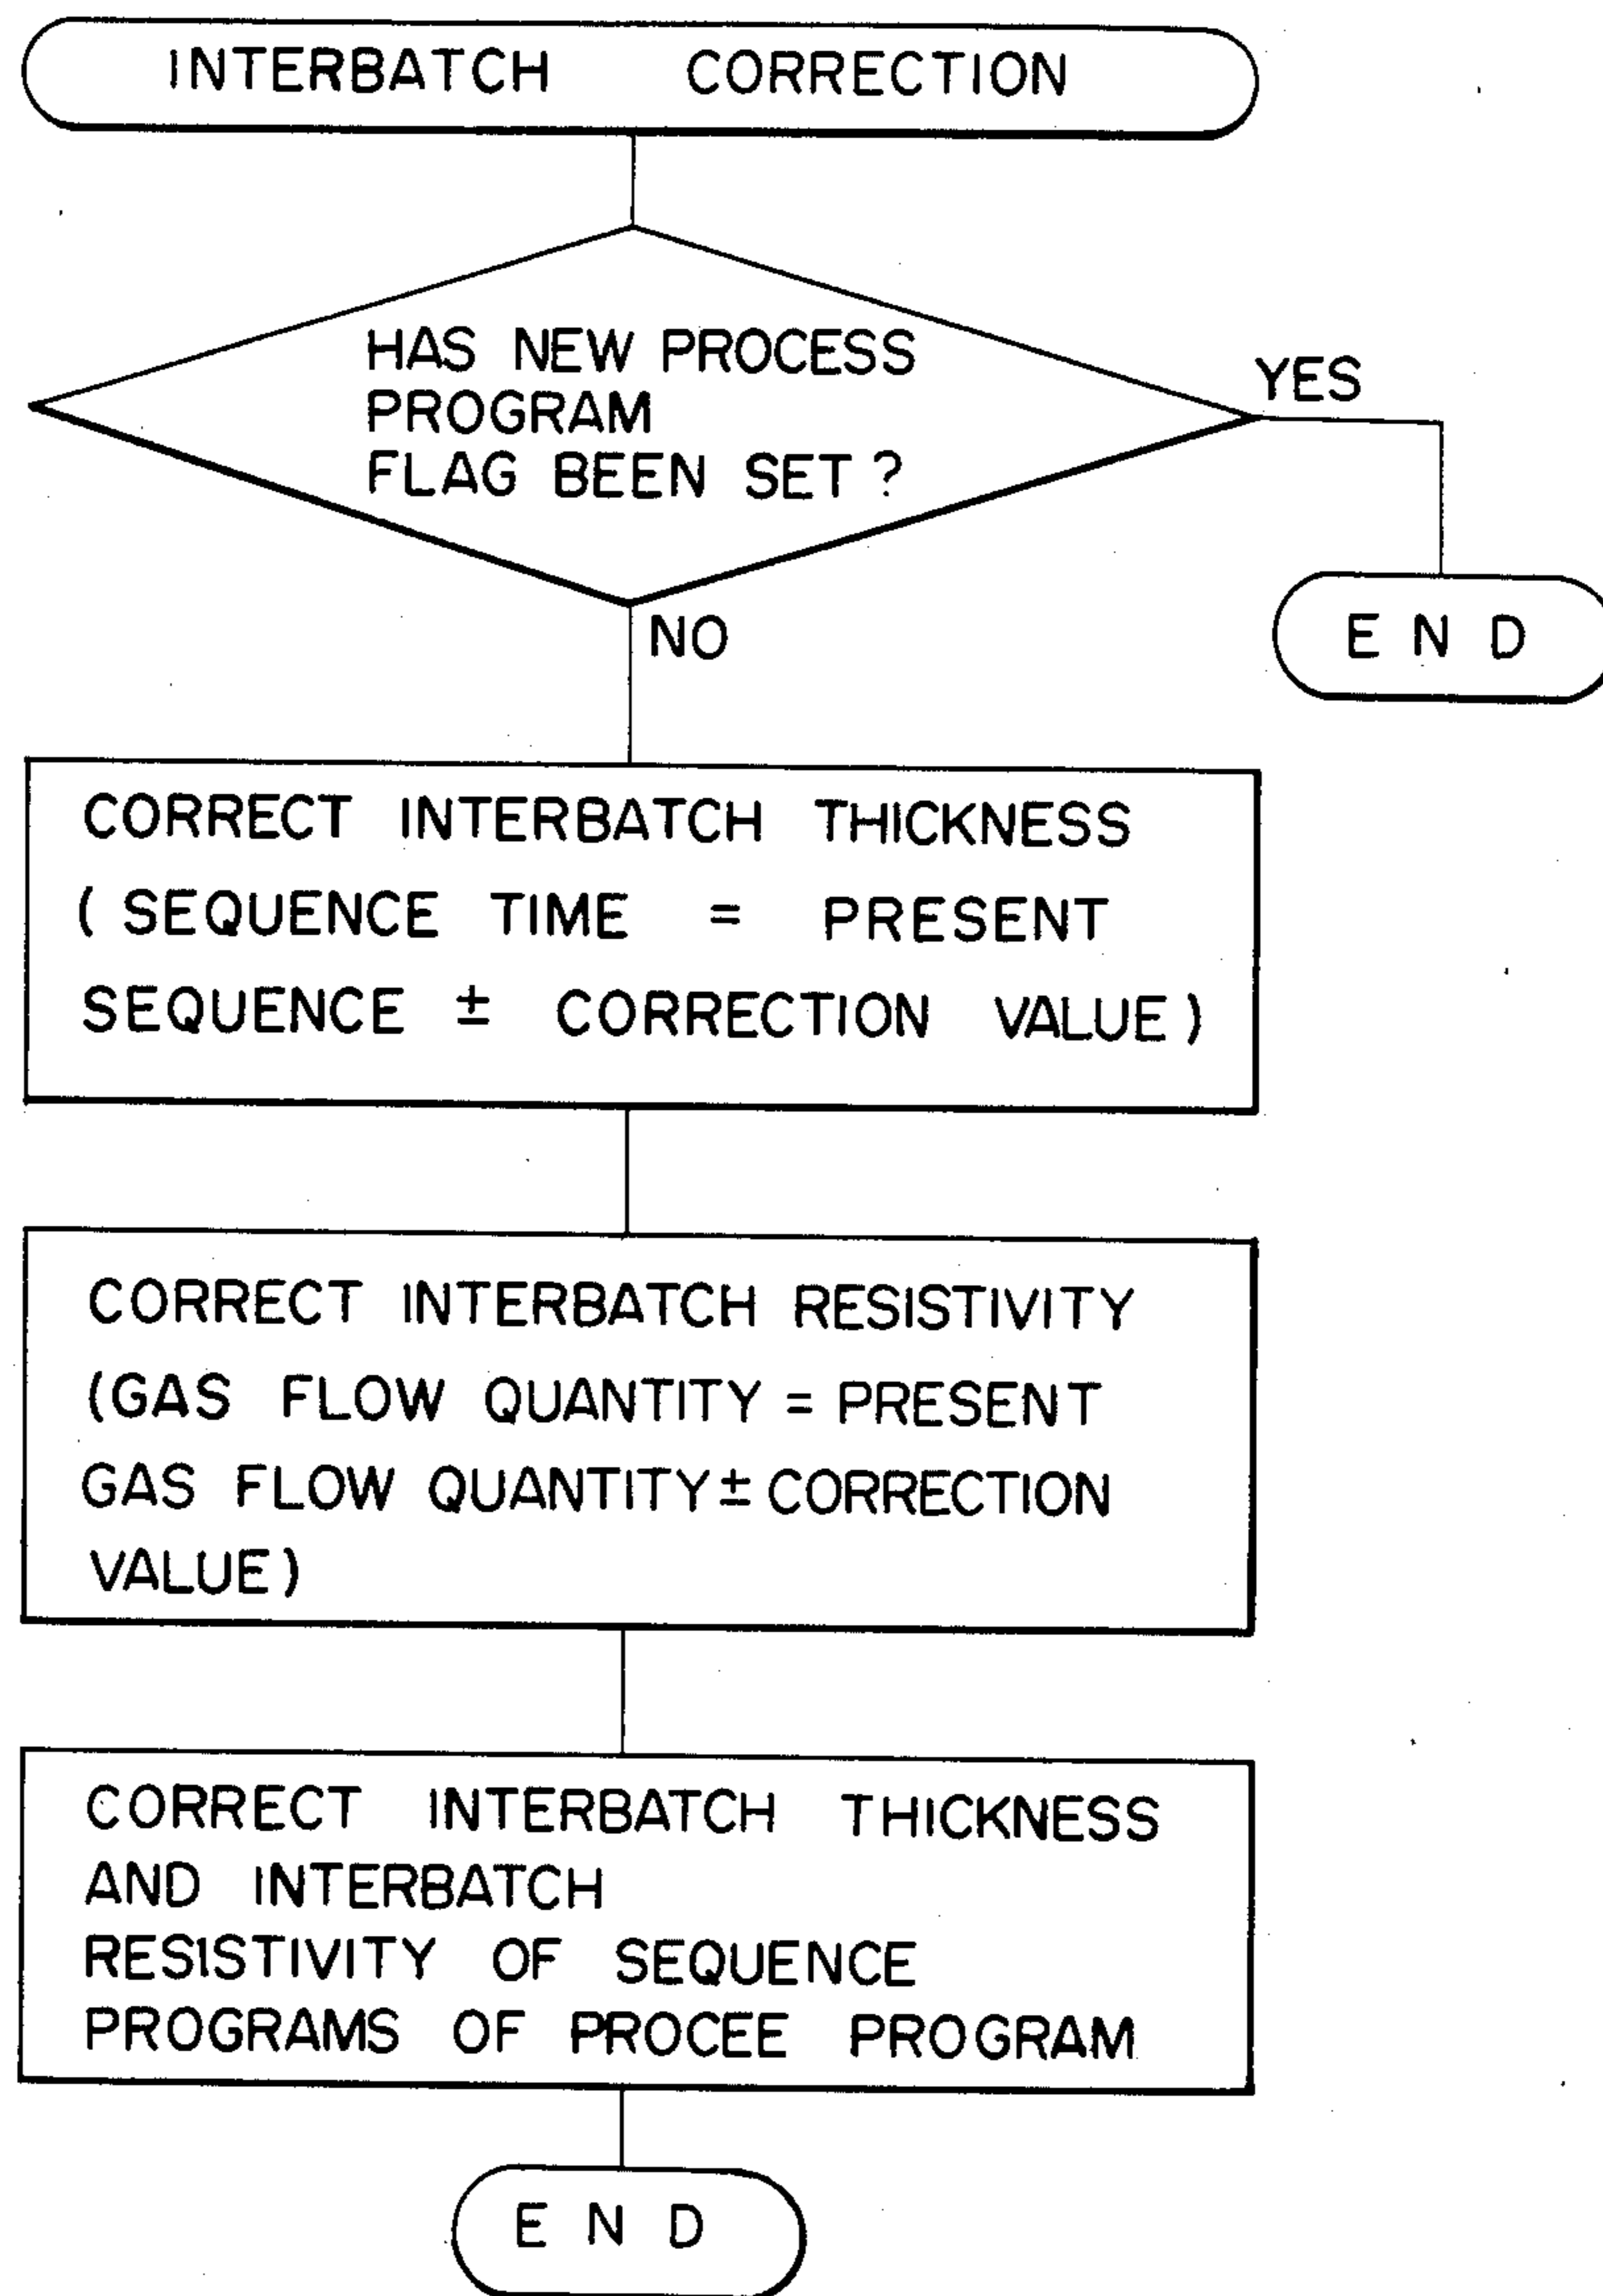 INTERBATCH CORRECTION
HAS NEW PROCESS
PROGRAM
FLAG BEEN SET ?
YES
END
NO
CORRECT INTERBATCH THICKNESS
( SEQUENCE TIME = PRESENT
SEQUENCE ± CORRECTION VALUE )
CORRECT INTERBATCH RESISTIVITY
(GAS FLOW QUANTITY = PRESENT
GAS FLOW QUANTITY ± CORRECTION
VALUE )
CORRECT INTERBATCH THICKNESS
AND INTERBATCH
RESISTIVITY OF SEQUENCE
PROGRAMS OF PROCEE PROGRAM
END